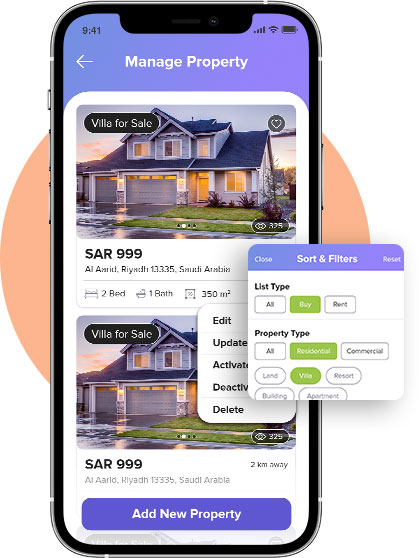 9:41
Manage Property
Villa for Sale
325
SAR 999
Al Aarid, Riyadh 13335, Saudi Arabia
2 Bed
1 Bath
350 m²
Villa for Sale
325
SAR 999
2 km away
Al Aarid, Riyadh 13335, Saudi Arabia
Add New Property
Edit
Update
Activate
Delete
Close
Sort & Filters
Reset
List Type
All
Buy
Rent
Property Type
All
Residential
Commercial
Land
Villa
Resort
Building
Apartment